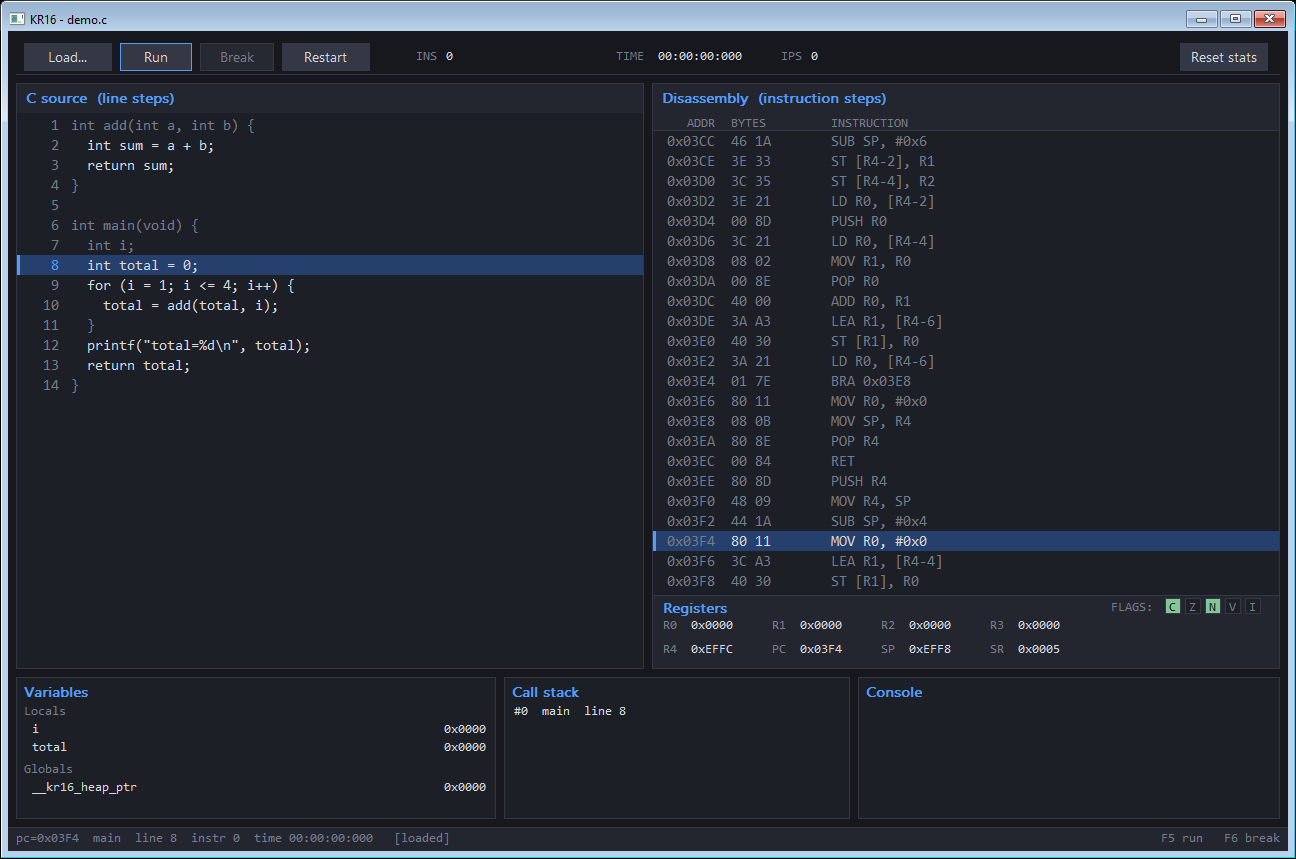 KR16 - demo.c
Load... Run Break Restart INS 0 TIME 00:00:00:000 IPS 0 Reset stats
C source (line steps)
1 int add(int a, int b) {
2 int sum = a + b;
3 return sum;
4 }
5
6 int main(void) {
7 int i;
8 int total = 0;
9 for (i = 1; i <= 4; i++) {
10 total = add(total, i);
11 }
12 printf("total=%d\n", total);
13 return total;
14 }
Disassembly (instruction steps)
ADDR BYTES INSTRUCTION
0x03CC 46 1A SUB SP, #0x6
0x03CE 3E 33 ST [R4-2], R1
0x03D0 3C 35 ST [R4-4], R2
0x03D2 3E 21 LD R0, [R4-2]
0x03D4 00 8D PUSH R0
0x03D6 3C 21 LD R0, [R4-4]
0x03D8 08 02 MOV R1, R0
0x03DA 00 8E POP R0
0x03DC 40 00 ADD R0, R1
0x03DE 3A A3 LEA R1, [R4-6]
0x03E0 40 30 ST [R1], R0
0x03E2 3A 21 LD R0, [R4-6]
0x03E4 01 7E BRA 0x03E8
0x03E6 80 11 MOV R0, #0x0
0x03E8 08 0B MOV SP, R4
0x03EA 80 8E POP R4
0x03EC 00 84 RET
0x03EE 80 8D PUSH R4
0x03F0 48 09 MOV R4, SP
0x03F2 44 1A SUB SP, #0x4
0x03F4 80 11 MOV R0, #0x0
0x03F6 3C A3 LEA R1, [R4-4]
0x03F8 40 30 ST [R1], R0
Registers FLAGS: C Z N V I
R0 0x0000 R1 0x0000 R2 0x0000 R3 0x0000
R4 0xEFFC PC 0x03F4 SP 0xEFF8 SR 0x0005
Variables
Locals
i 0x0000
total 0x0000
Globals
__kr16_heap_ptr 0x0000
Call stack
#0 main line 8
Console
pc=0x03F4 main line 8 instr 0 time 00:00:00:000 [loaded] F5 run F6 break